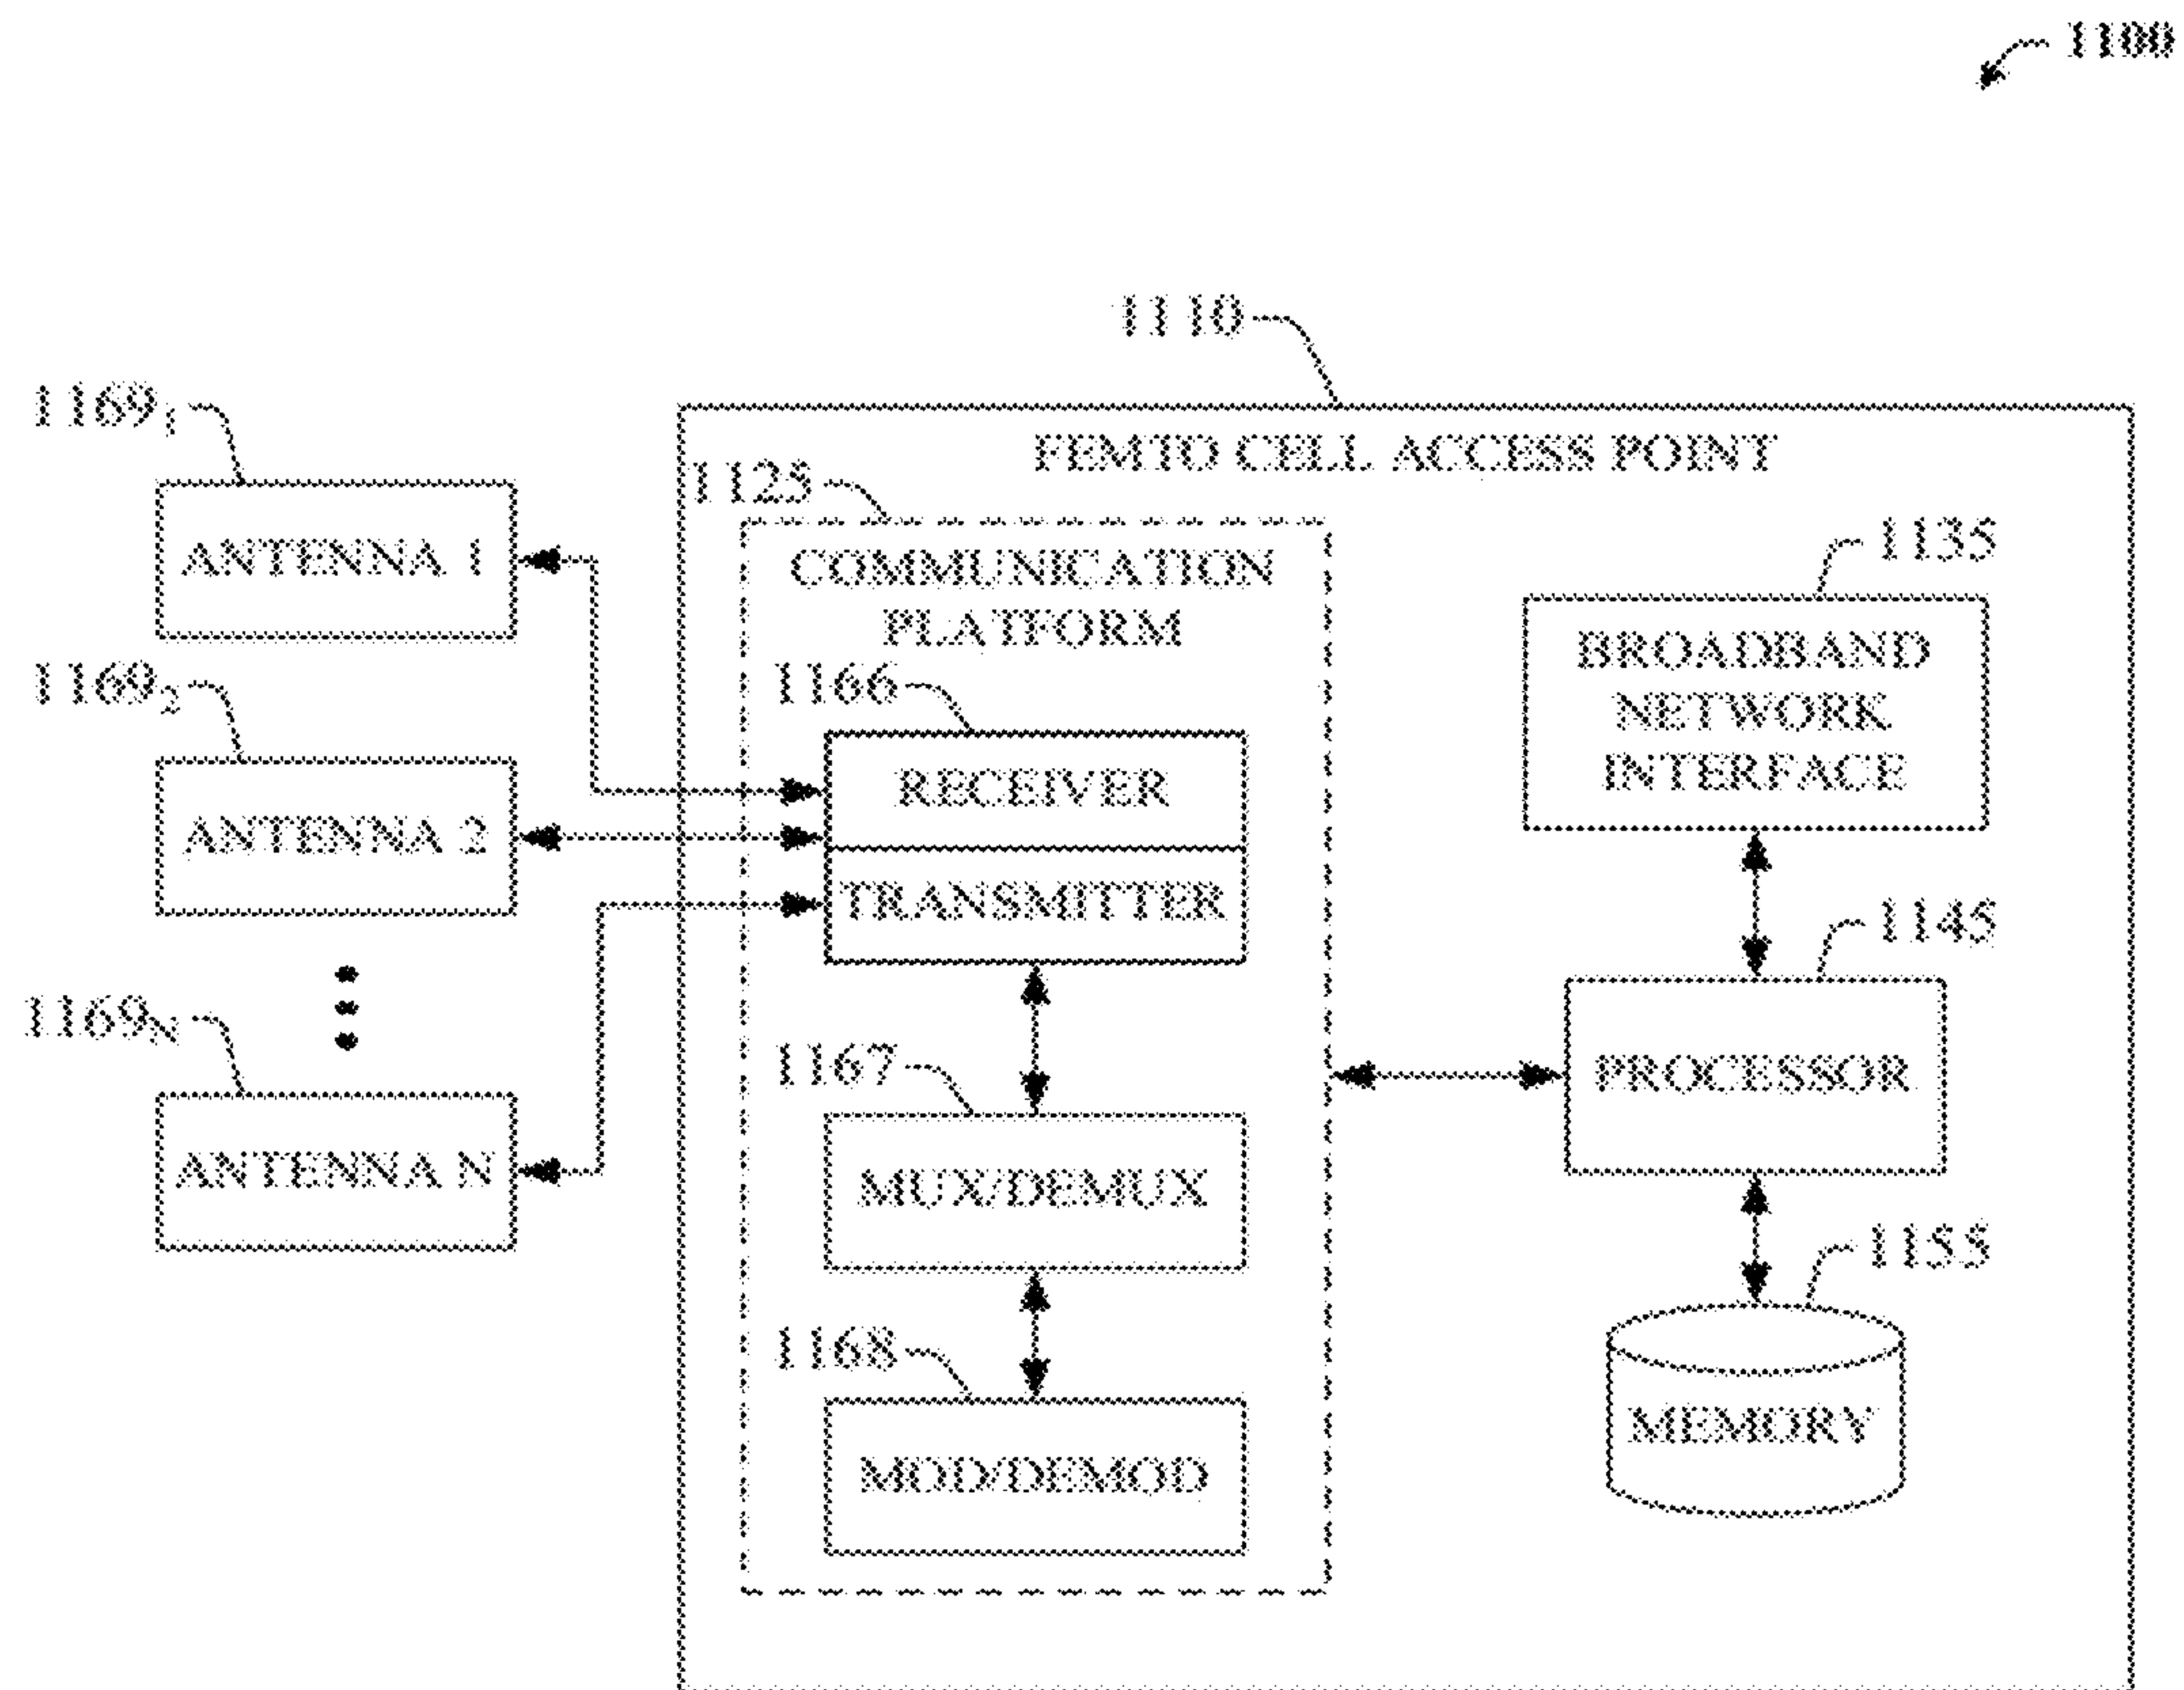 1100
1110
FEMTO CELL ACCESS POINT
1169₁
ANTENNA 1
1169₂
ANTENNA 2
1169N
ANTENNA N
1125
COMMUNICATION
PLATFORM
1166
RECEIVER
TRANSMITTER
1167
MUX/DEMUX
1168
MOD/DEMOD
1135
BROADBAND
NETWORK
INTERFACE
1145
PROCESSOR
1155
MEMORY